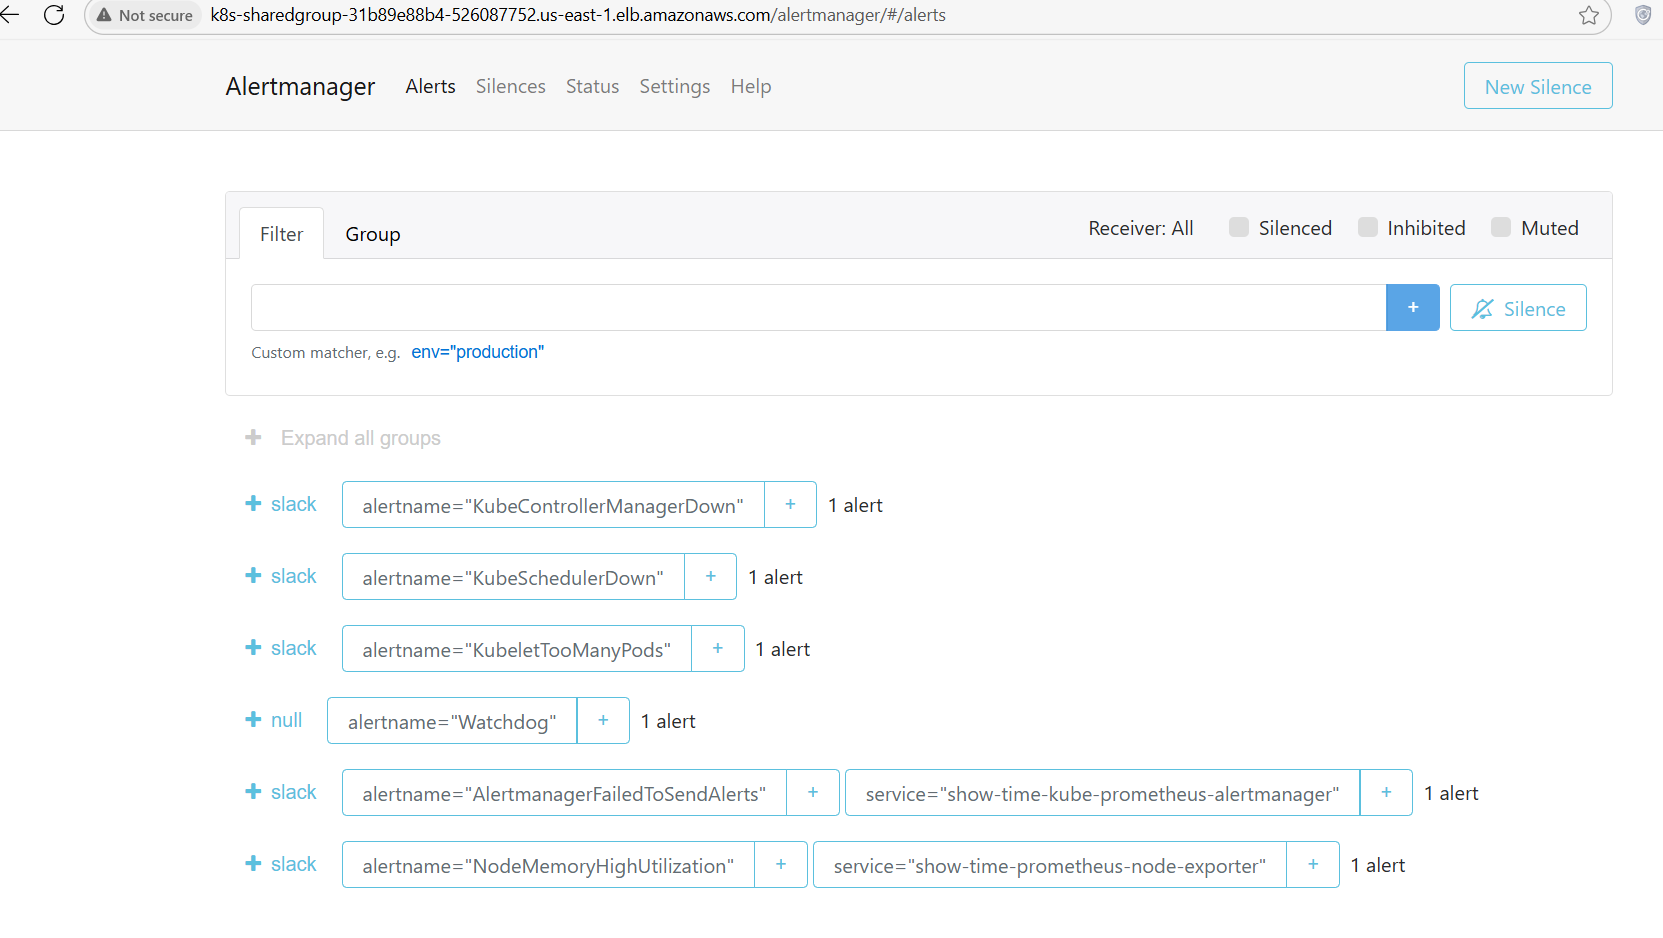 Not secure k8s-sharedgroup-31b89e88b4-526087752.us-east-1.elb.amazonaws.com/alertmanager/#/alerts
Alertmanager Alerts Silences Status Settings Help New Silence
Filter Group Receiver: All Silenced Inhibited Muted
+ Silence
Custom matcher, e.g. env="production"
+ Expand all groups
+ slack alertname="KubeControllerManagerDown" + 1 alert
+ slack alertname="KubeSchedulerDown" + 1 alert
+ slack alertname="KubeletTooManyPods" + 1 alert
+ null alertname="Watchdog" + 1 alert
+ slack alertname="AlertmanagerFailedToSendAlerts" + service="show-time-kube-prometheus-alertmanager" + 1 alert
+ slack alertname="NodeMemoryHighUtilization" + service="show-time-prometheus-node-exporter" + 1 alert